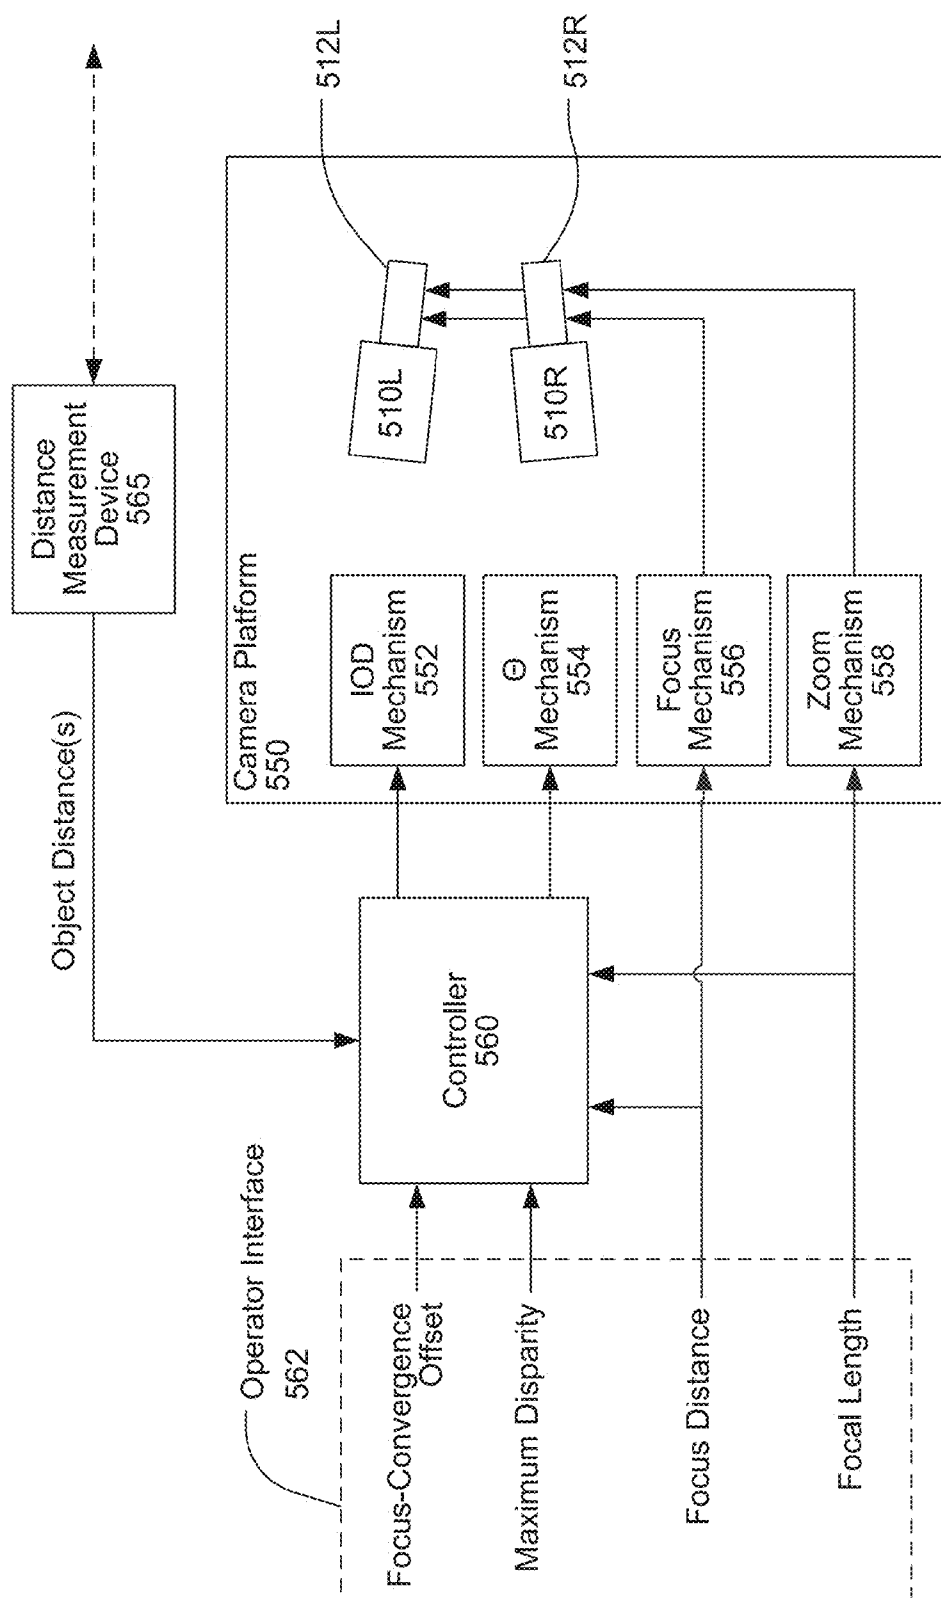 Distance
Measurement
Device
565
Object Distance(s)
512L
512R
Camera Platform
550
510L
510R
IOD
Mechanism
552
Θ
Mechanism
554
Focus
Mechanism
556
Zoom
Mechanism
558
Controller
560
Operator Interface
562
Focus-Convergence
Offset
Maximum Disparity
Focus Distance
Focal Length